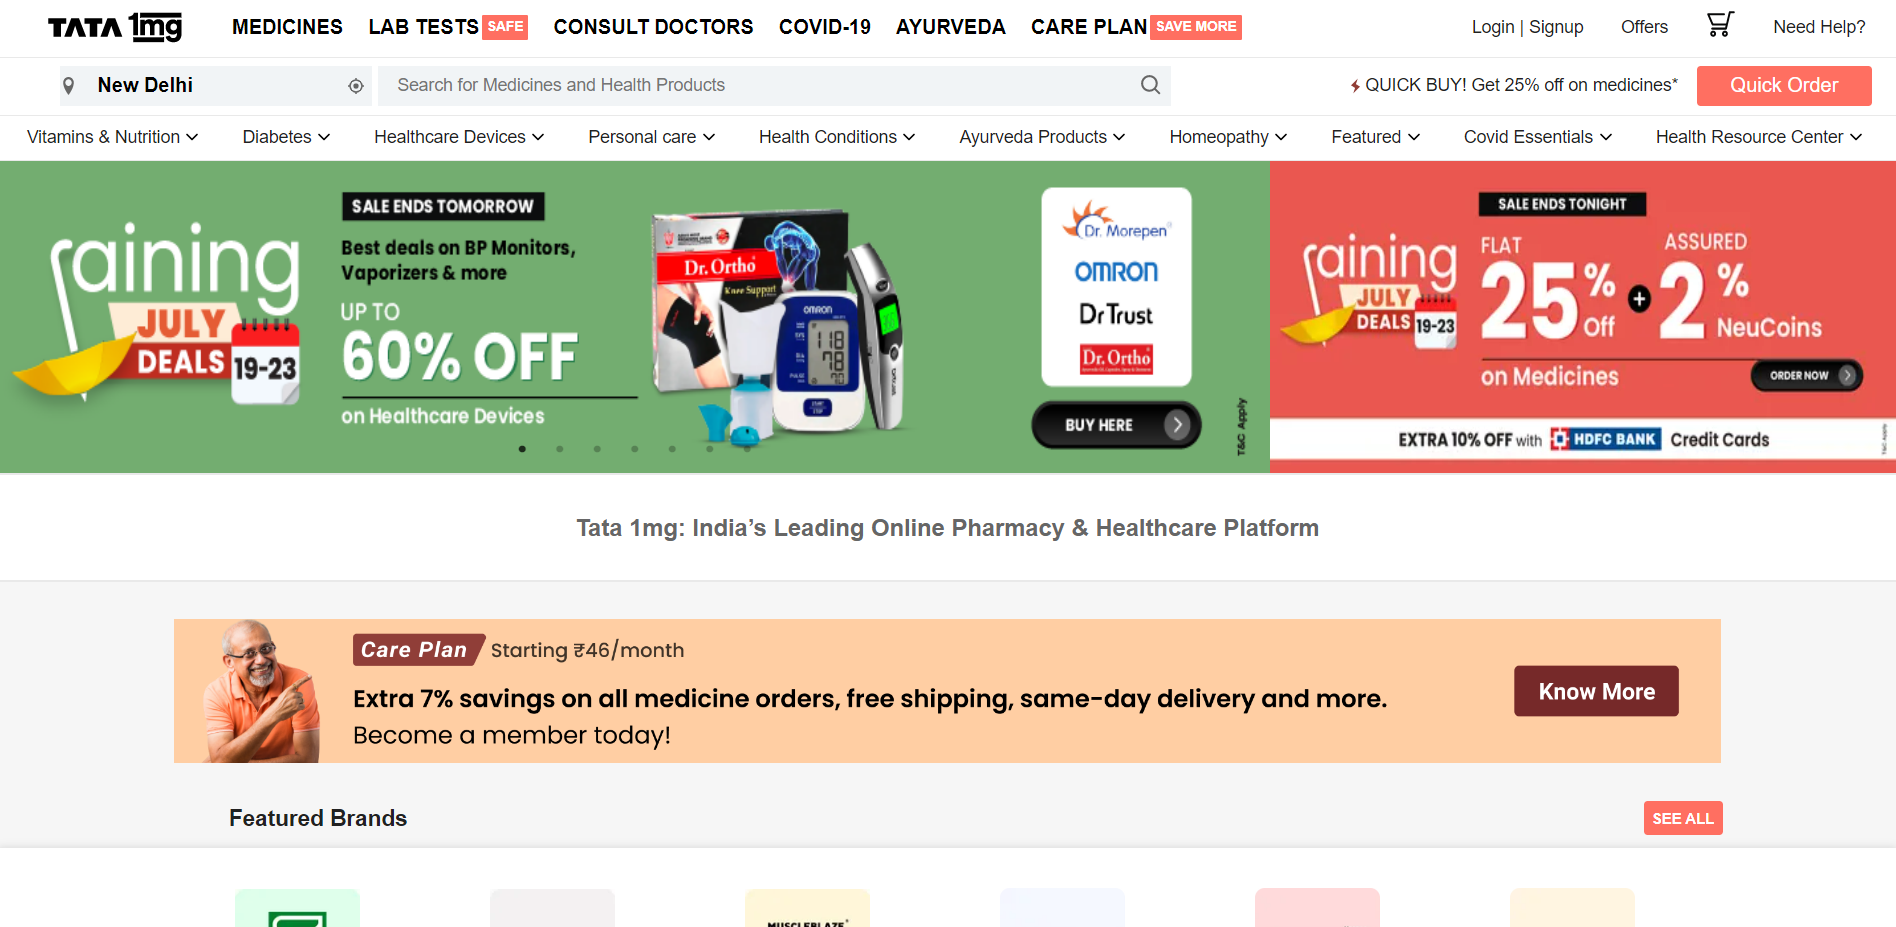 TATA 1mg
MEDICINES LAB TESTS SAFE CONSULT DOCTORS COVID-19 AYURVEDA CARE PLAN SAVE MORE
Login | Signup Offers Need Help?
New Delhi
Search for Medicines and Health Products
QUICK BUY! Get 25% off on medicines*
Quick Order
Vitamins & Nutrition Diabetes Healthcare Devices Personal care Health Conditions Ayurveda Products Homeopathy Featured Covid Essentials Health Resource Center
raining
JULY
DEALS
19-23
SALE ENDS TOMORROW
Best deals on BP Monitors,
Vaporizers & more
UP TO
60% OFF
on Healthcare Devices
Dr. Ortho
Knee Support
OMRON
118
78
70
Dr. Morepen
OMRON
Dr Trust
Dr. Ortho
BUY HERE
T&C Apply
raining
JULY
DEALS
19-23
SALE ENDS TONIGHT
FLAT
25% Off
+
ASSURED
2% NeuCoins
on Medicines
ORDER NOW
EXTRA 10% OFF with HDFC BANK Credit Cards
T&C Apply
Tata 1mg: India’s Leading Online Pharmacy & Healthcare Platform
Care Plan Starting ₹46/month
Extra 7% savings on all medicine orders, free shipping, same-day delivery and more.
Become a member today!
Know More
Featured Brands
SEE ALL
MUSCLEBLAZE